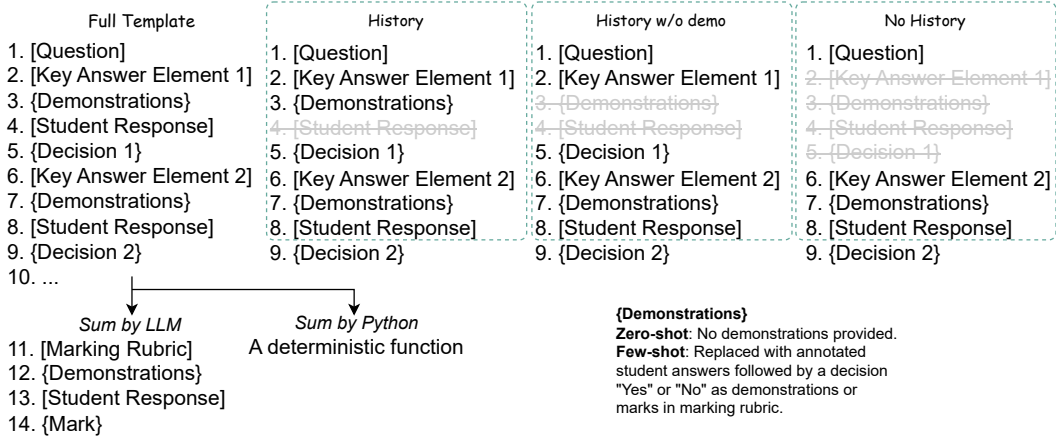 Full Template
1. [Question]
2. [Key Answer Element 1]
3. {Demonstrations}
4. [Student Response]
5. {Decision 1}
6. [Key Answer Element 2]
7. {Demonstrations}
8. [Student Response]
9. {Decision 2}
10. ...
History
1. [Question]
2. [Key Answer Element 1]
3. {Demonstrations}
4. [Student Response]
5. {Decision 1}
6. [Key Answer Element 2]
7. {Demonstrations}
8. [Student Response]
9. {Decision 2}
History w/o demo
1. [Question]
2. [Key Answer Element 1]
3. {Demonstrations}
4. [Student Response]
5. {Decision 1}
6. [Key Answer Element 2]
7. {Demonstrations}
8. [Student Response]
9. {Decision 2}
No History
1. [Question]
2. [Key Answer Element 1]
3. {Demonstrations}
4. [Student Response]
5. {Decision 1}
6. [Key Answer Element 2]
7. {Demonstrations}
8. [Student Response]
9. {Decision 2}
Sum by LLM
11. [Marking Rubric]
12. {Demonstrations}
13. [Student Response]
14. {Mark}
Sum by Python
A deterministic function
{Demonstrations}
Zero-shot: No demonstrations provided.
Few-shot: Replaced with annotated
student answers followed by a decision
"Yes" or "No" as demonstrations or
marks in marking rubric.